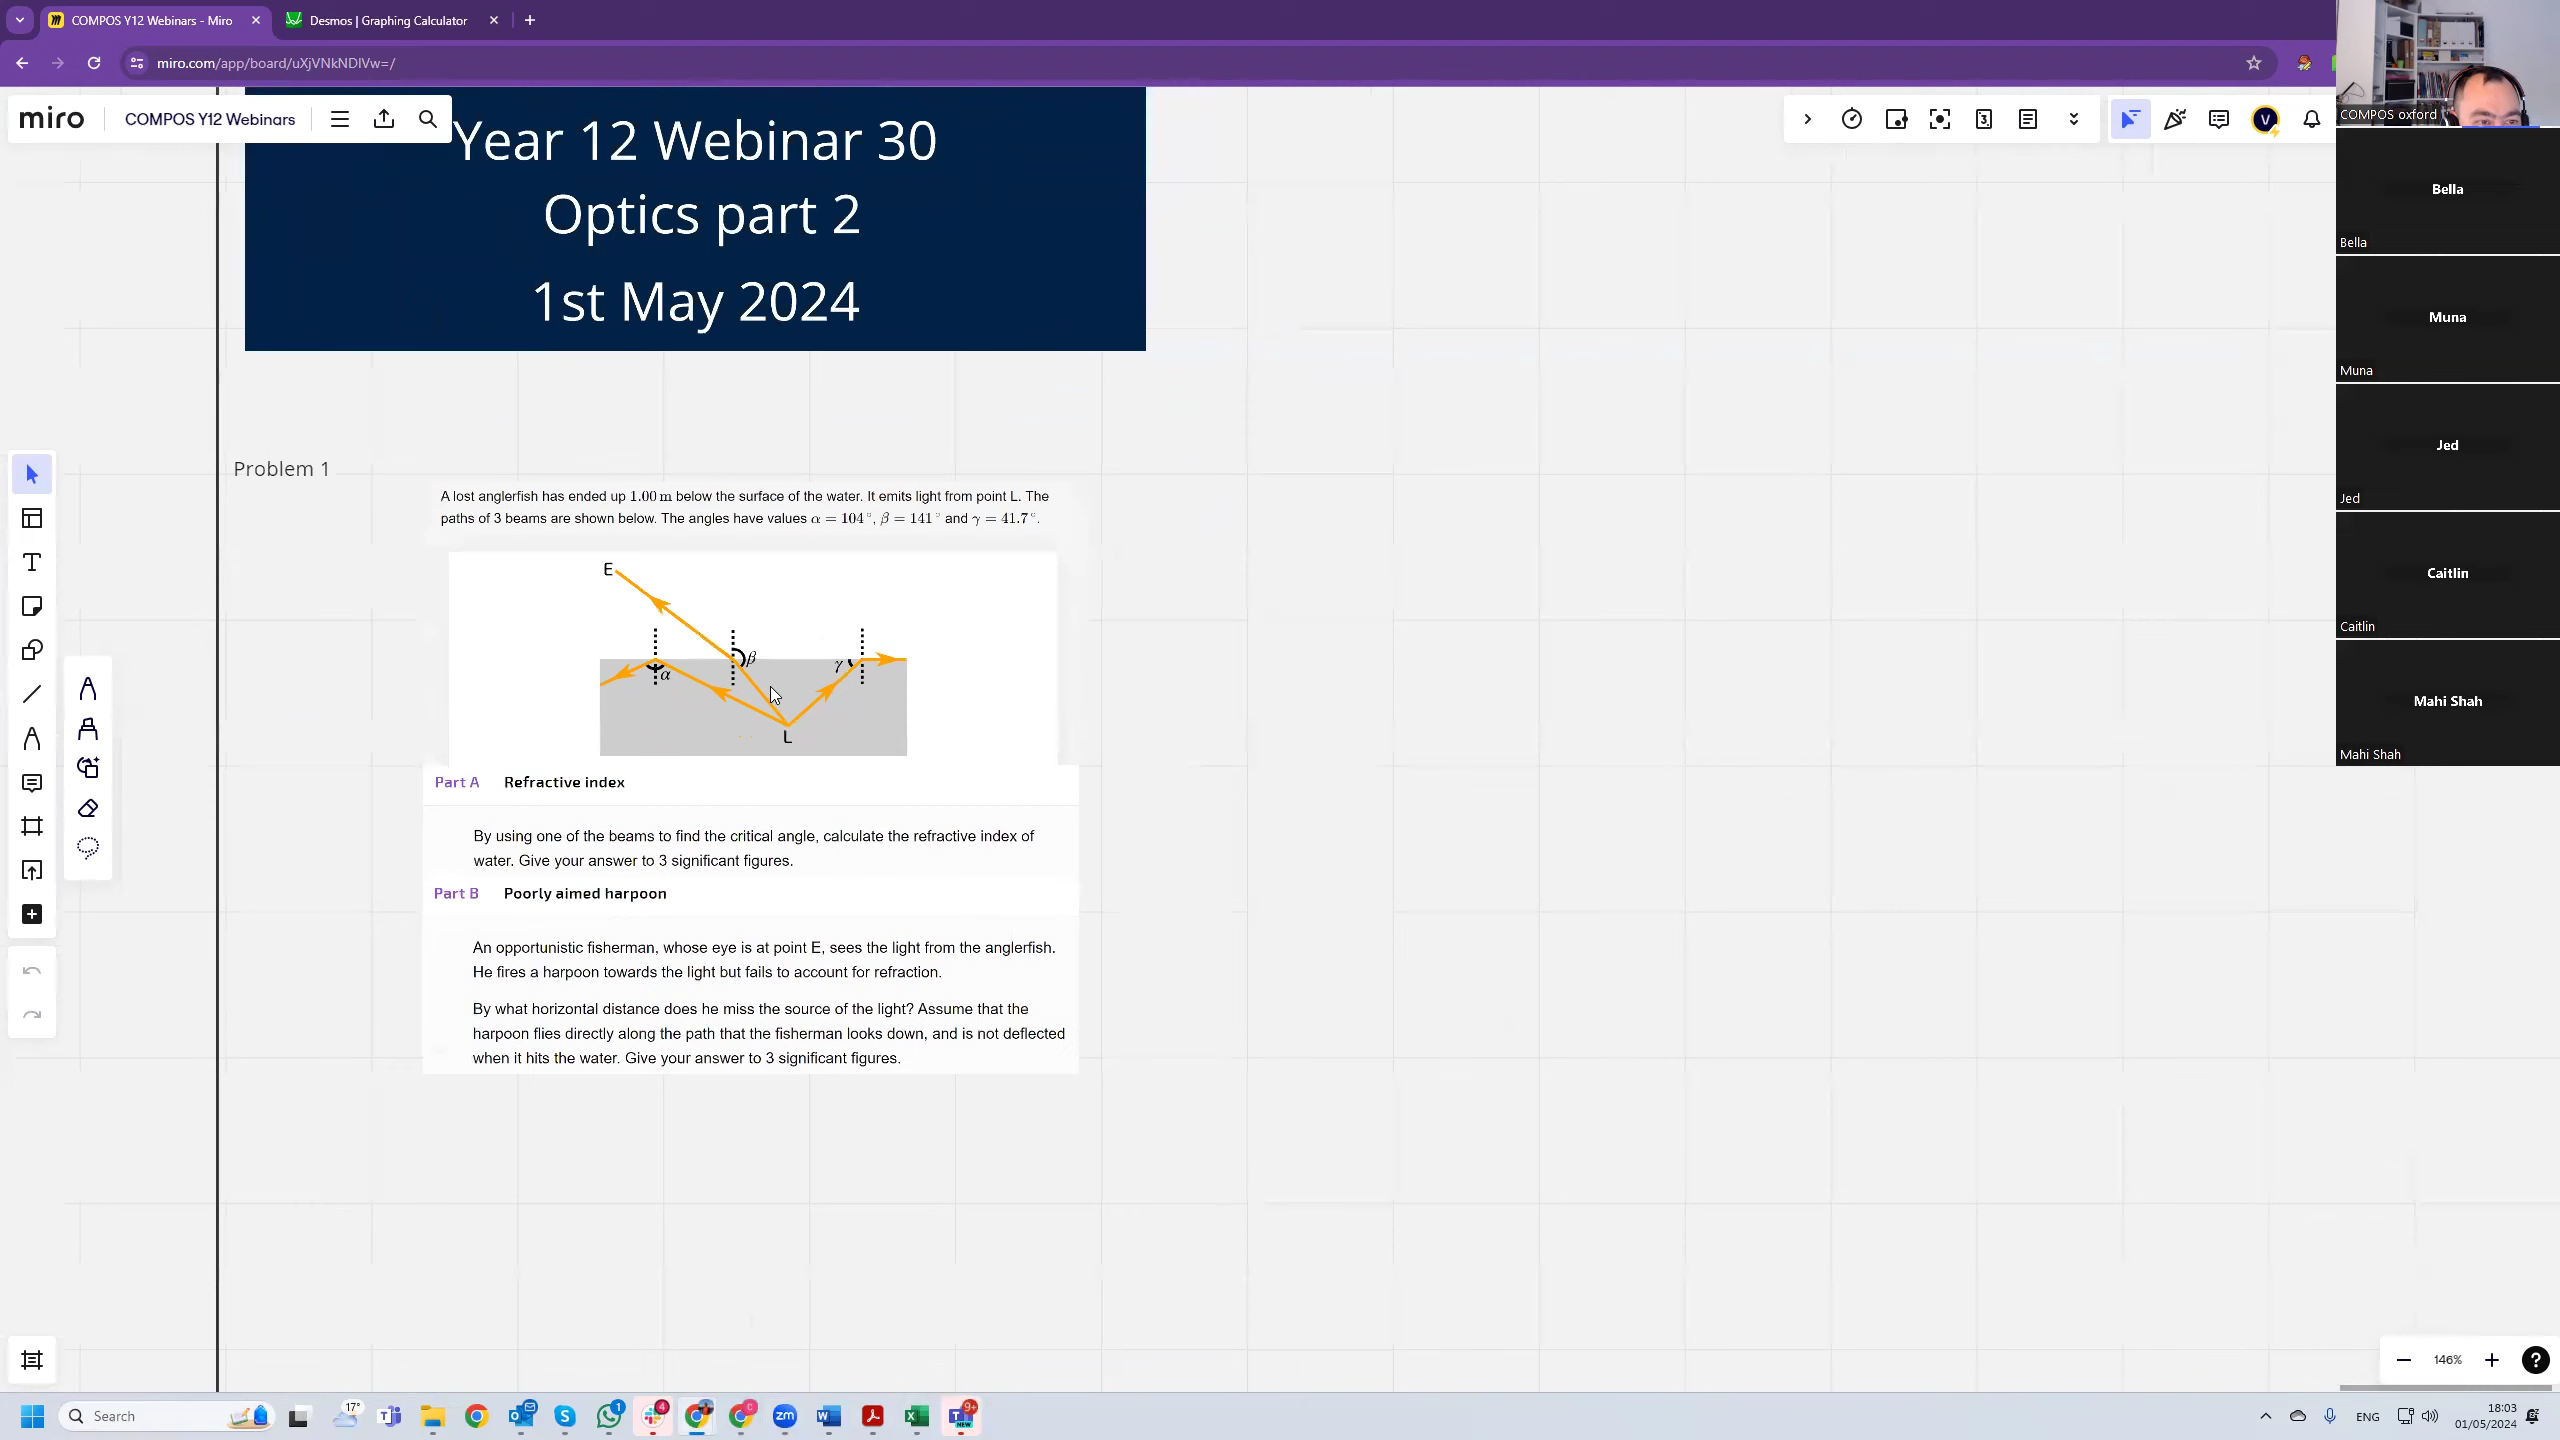 COMPOS Y12 Webinars - Miro
Desmos | Graphing Calculator
miro.com/app/board/uXjVNkNDIVw=/
miro
COMPOS Y12 Webinars
3
V
COMPOS oxford
Year 12 Webinar 30
Optics part 2
1st May 2024
Bella
Bella
Muna
Muna
Jed
Jed
Caitlin
Caitlin
Mahi Shah
Mahi Shah
Problem 1
A lost anglerfish has ended up 1.00 m below the surface of the water. It emits light from point L. The
paths of 3 beams are shown below. The angles have values α = 104°, β = 141° and γ = 41.7°.
E
β
γ
α
L
Part A Refractive index
By using one of the beams to find the critical angle, calculate the refractive index of
water. Give your answer to 3 significant figures.
Part B Poorly aimed harpoon
An opportunistic fisherman, whose eye is at point E, sees the light from the anglerfish.
He fires a harpoon towards the light but fails to account for refraction.
By what horizontal distance does he miss the source of the light? Assume that the
harpoon flies directly along the path that the fisherman looks down, and is not deflected
when it hits the water. Give your answer to 3 significant figures.
146%
?
Search
17°
1
4
zm
9+
NEW
ENG
18:03
01/05/2024